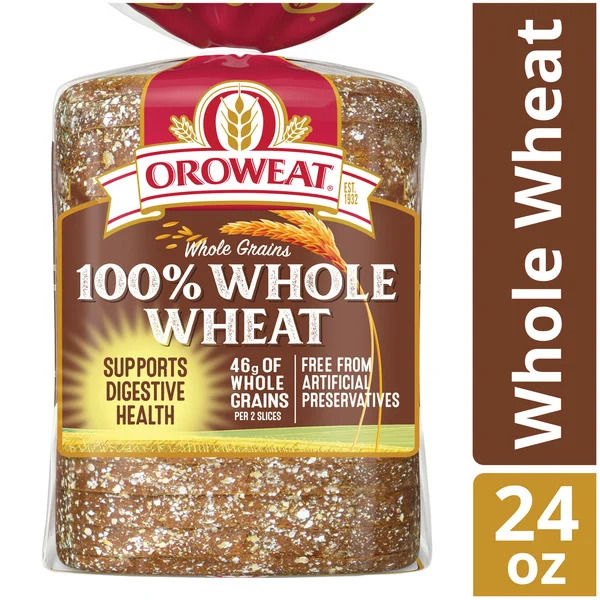 OROWEAT®
EST.
1932
Whole Grains
100% WHOLE
WHEAT
SUPPORTS
DIGESTIVE
HEALTH
46g OF
WHOLE
GRAINS
PER 2 SLICES
FREE FROM
ARTIFICIAL
PRESERVATIVES
Whole Wheat
24
oz